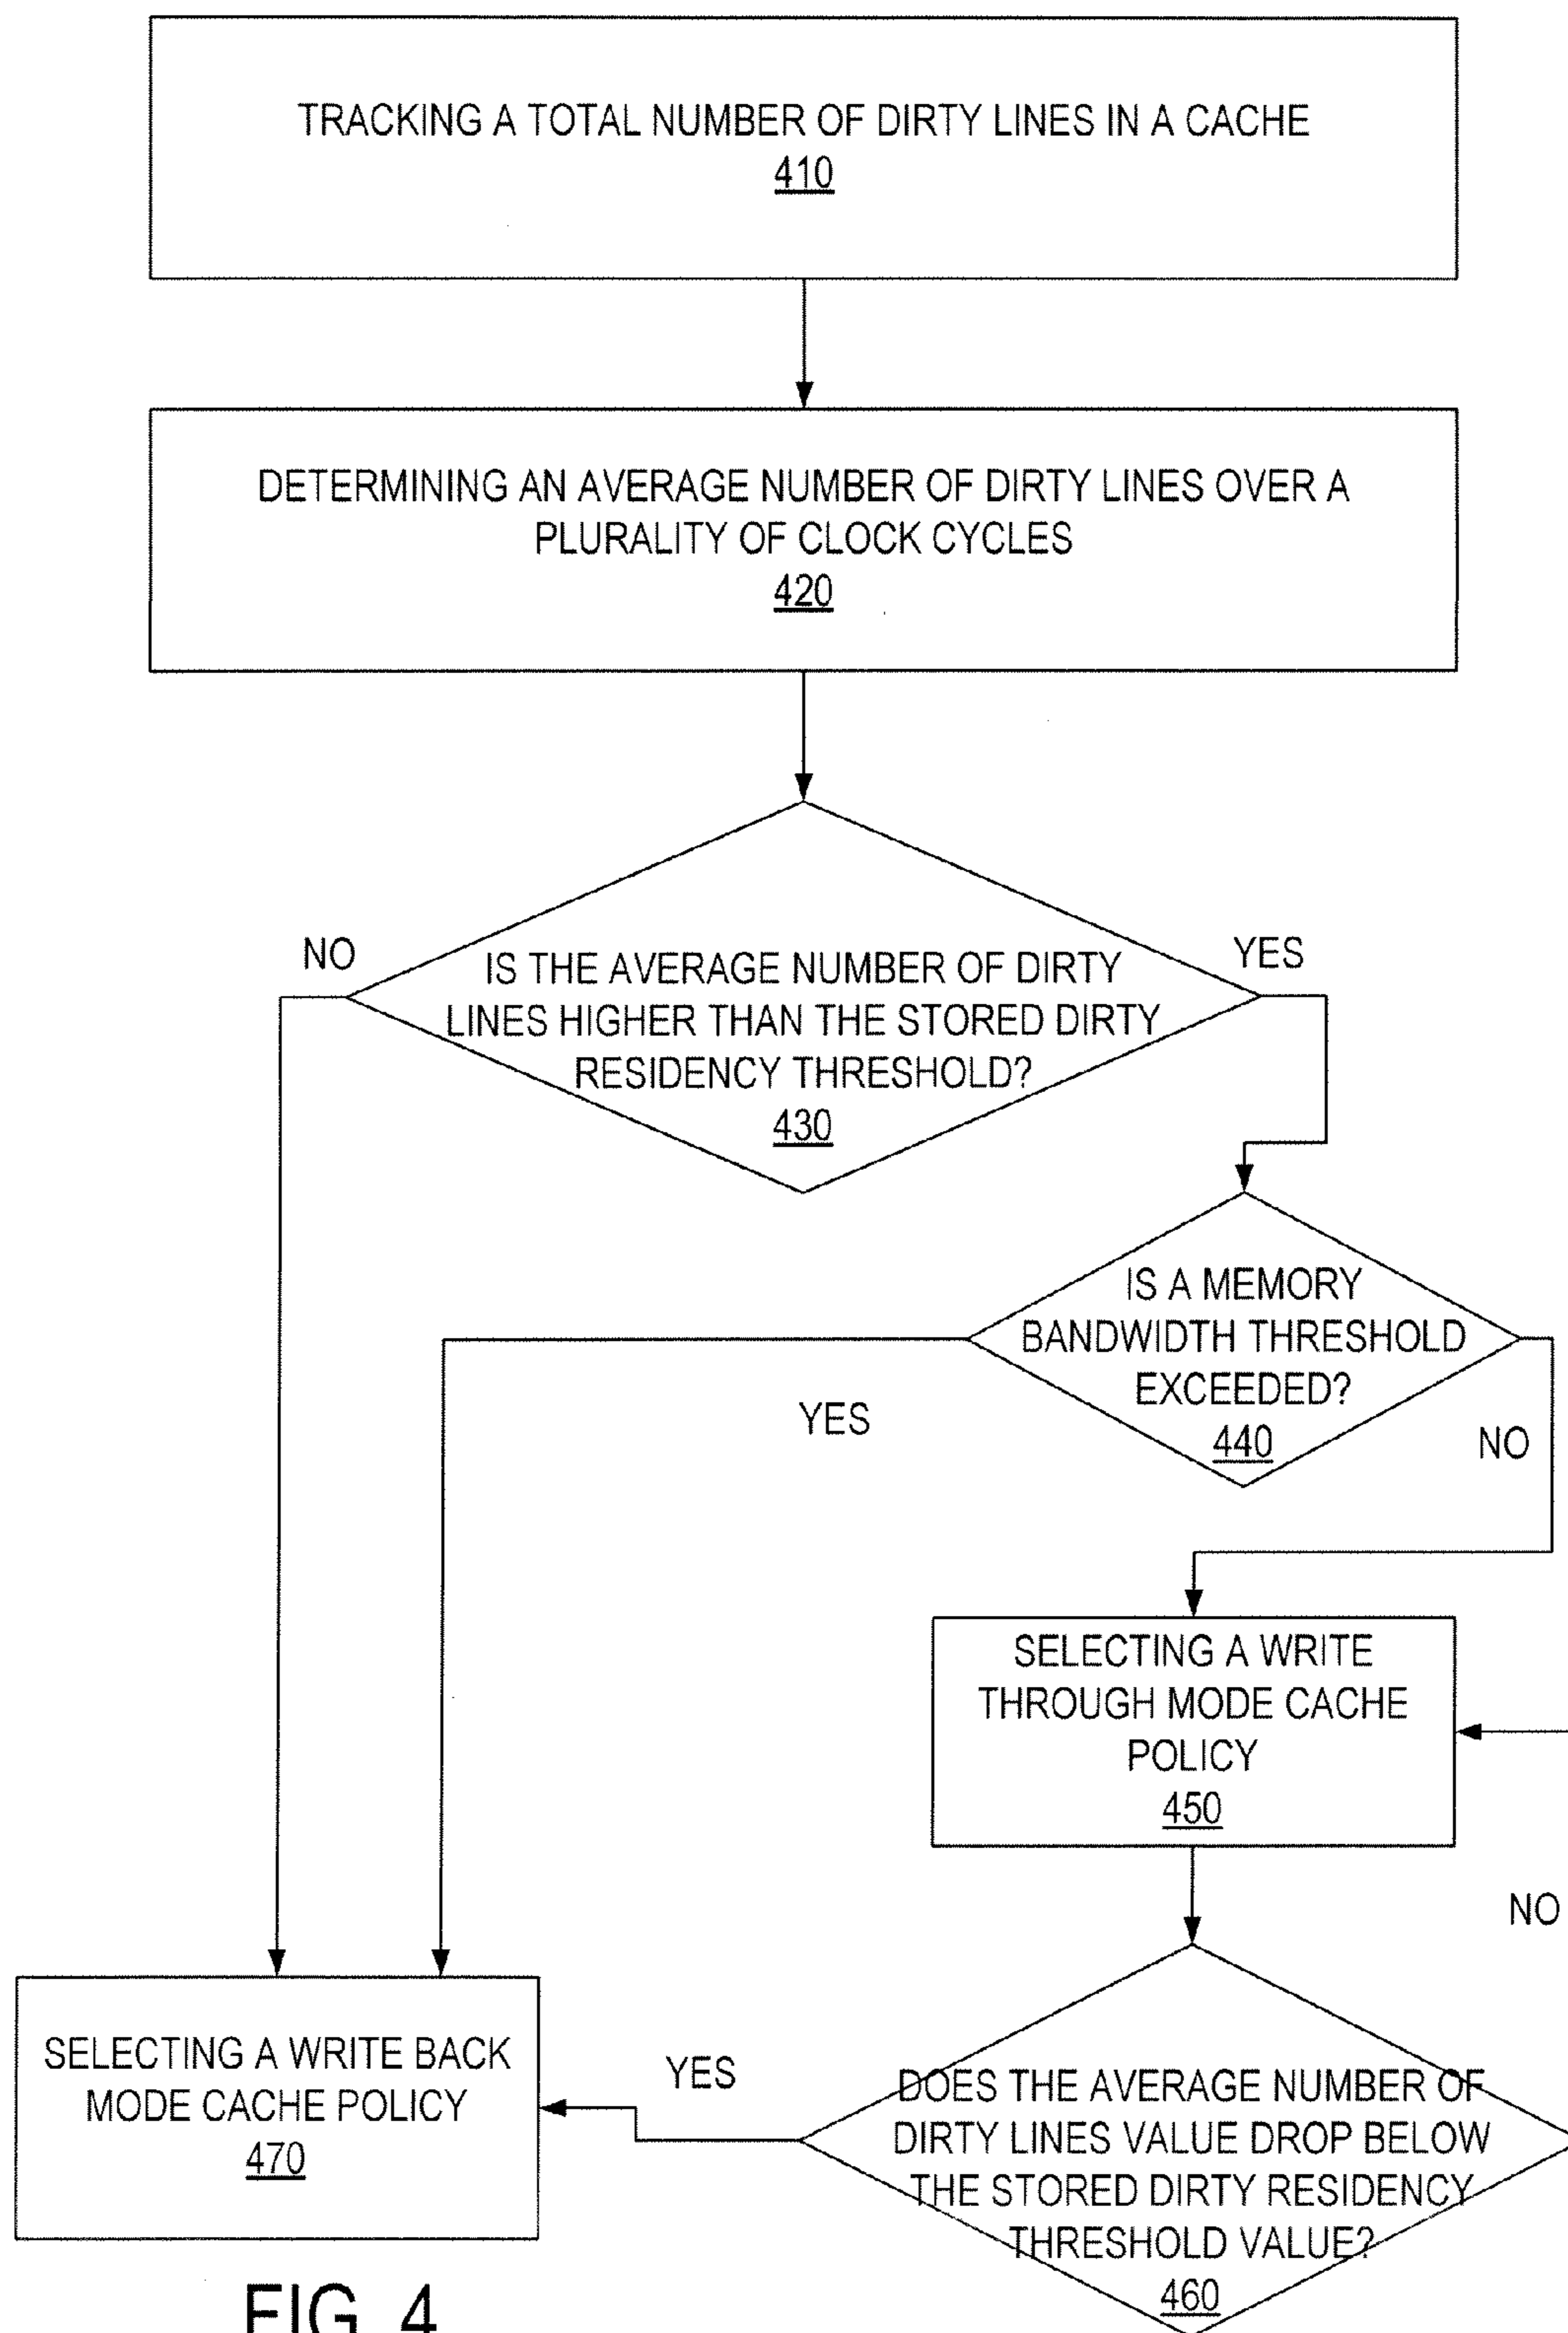 TRACKING A TOTAL NUMBER OF DIRTY LINES IN A CACHE
410
DETERMINING AN AVERAGE NUMBER OF DIRTY LINES OVER A
PLURALITY OF CLOCK CYCLES
420
NO
YES
IS THE AVERAGE NUMBER OF DIRTY
LINES HIGHER THAN THE STORED DIRTY
RESIDENCY THRESHOLD?
430
IS A MEMORY
BANDWIDTH THRESHOLD
EXCEEDED?
440
YES
NO
SELECTING A WRITE
THROUGH MODE CACHE
POLICY
450
NO
SELECTING A WRITE BACK
MODE CACHE POLICY
470
YES
DOES THE AVERAGE NUMBER OF
DIRTY LINES VALUE DROP BELOW
THE STORED DIRTY RESIDENCY
THRESHOLD VALUE?
460
FIG. 4